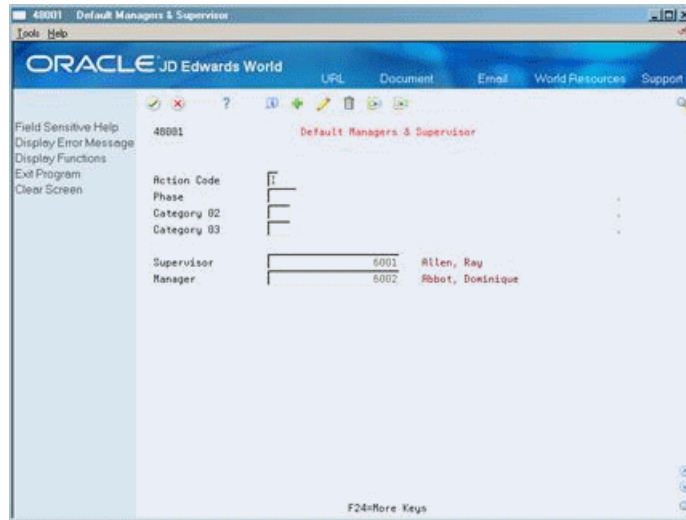 48001 Default Managers & Supervisor
Tools Help
ORACLE JD Edwards World
URL Document Email World Resources Support
?
Field Sensitive Help
Display Error Message
Display Functions
Exit Program
Clear Screen
48001 Default Managers & Supervisor
Action Code I
Phase .
Category 02 .
Category 03 .
Supervisor 6001 Allen, Ray
Manager 6002 Abbot, Dominique
F24=More Keys